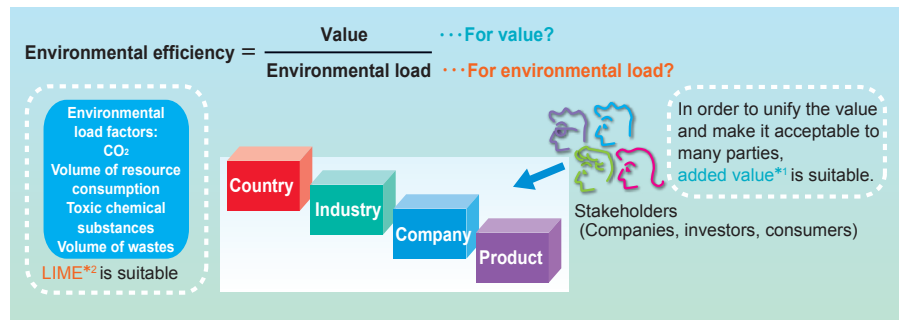 Environmental efficiency = Value / Environmental load
···For value?
···For environmental load?
Environmental
load factors:
CO₂
Volume of resource
consumption
Toxic chemical
substances
Volume of wastes
LIME*² is suitable
Country
Industry
Company
Product
Stakeholders
(Companies, investors, consumers)
In order to unify the value
and make it acceptable to
many parties,
added value*¹ is suitable.